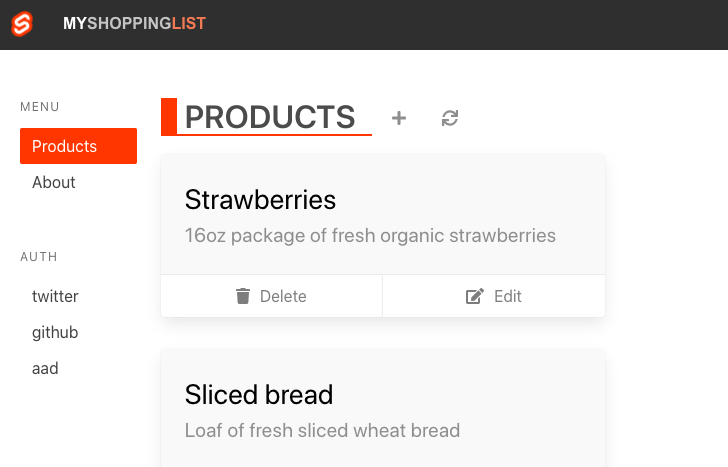 MYSHOPPINGLIST
MENU
Products
About
AUTH
twitter
github
aad
PRODUCTS
Strawberries
16oz package of fresh organic strawberries
Delete
Edit
Sliced bread
Loaf of fresh sliced wheat bread